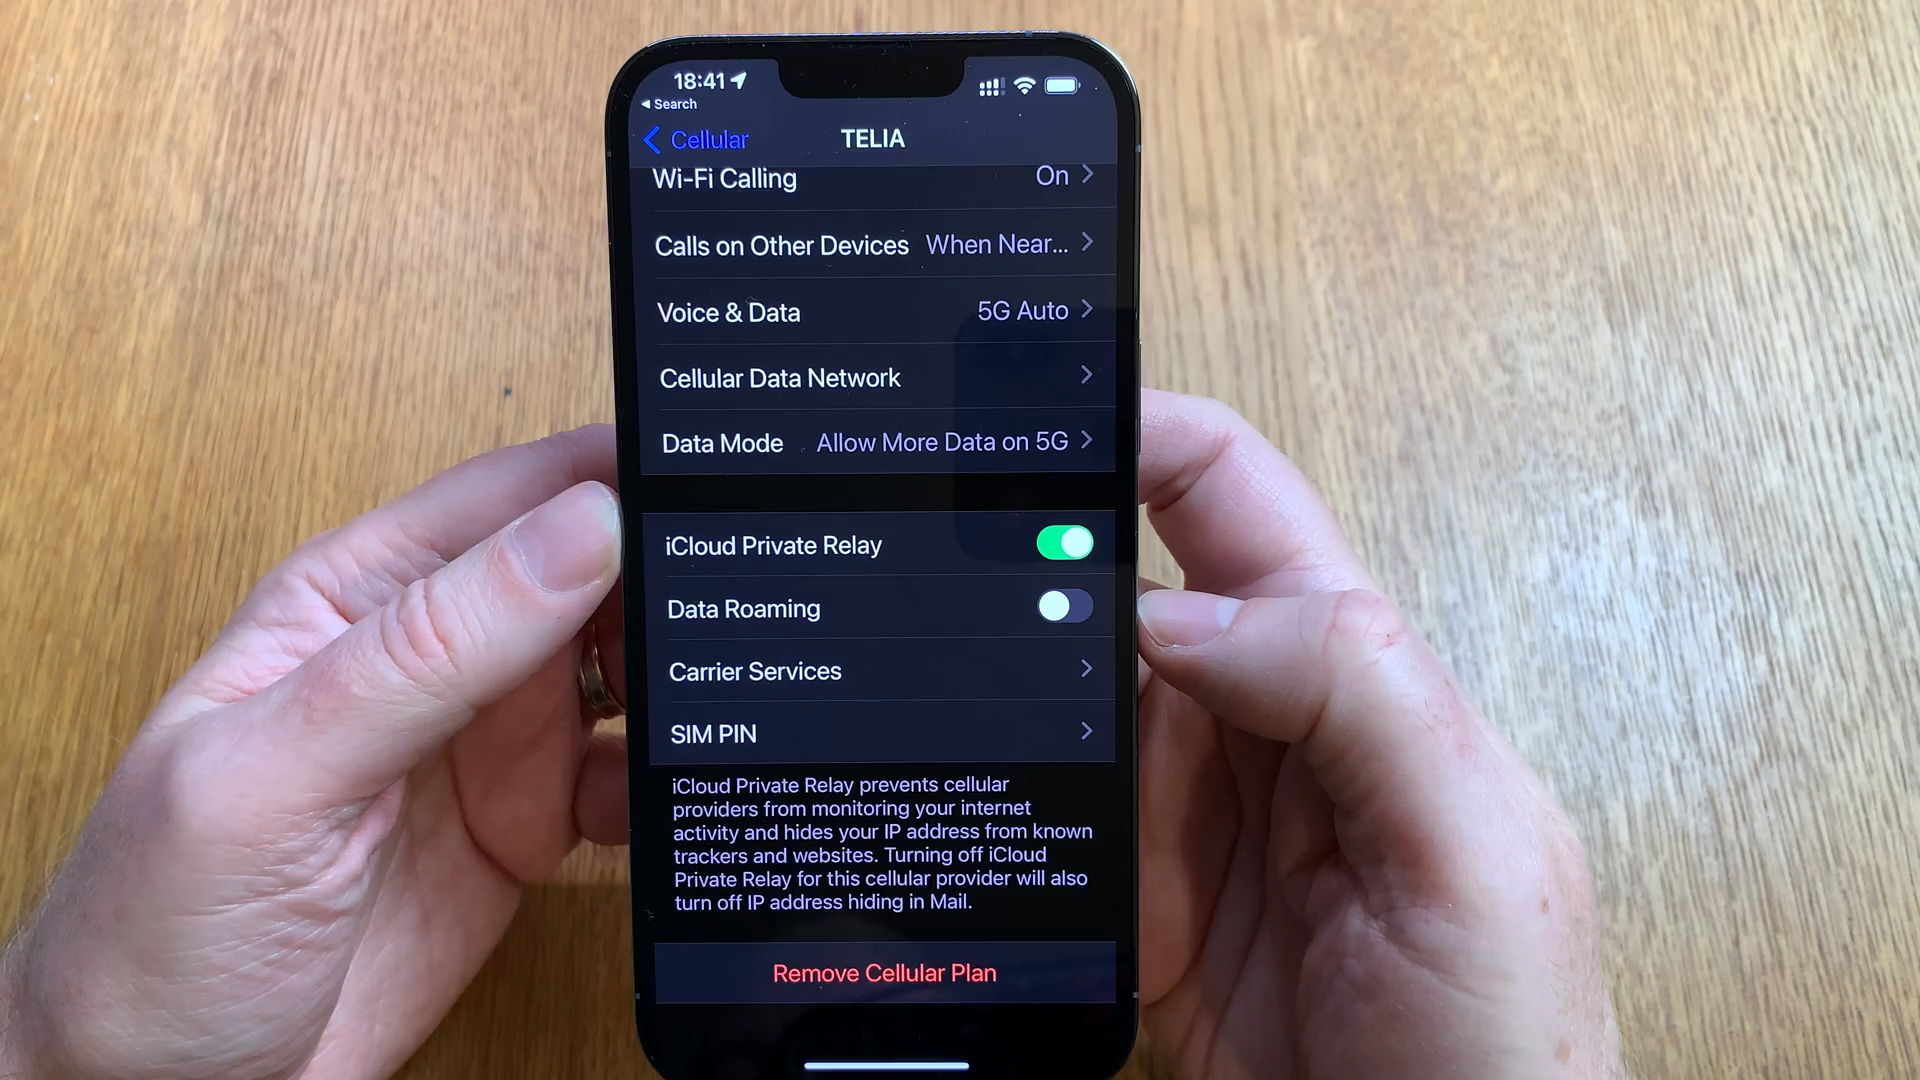 18:41
Search
Cellular TELIA
Wi-Fi Calling On
Calls on Other Devices When Near...
Voice & Data 5G Auto
Cellular Data Network
Data Mode Allow More Data on 5G
iCloud Private Relay
Data Roaming
Carrier Services
SIM PIN
iCloud Private Relay prevents cellular
providers from monitoring your internet
activity and hides your IP address from known
trackers and websites. Turning off iCloud
Private Relay for this cellular provider will also
turn off IP address hiding in Mail.
Remove Cellular Plan